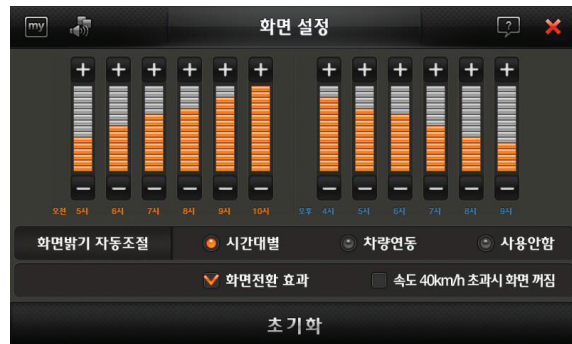 my 화면 설정 ?
+ + + + + + + + + + + +
- - - - - - - - - - - -
오전 5시 6시 7시 8시 9시 10시 오후 4시 5시 6시 7시 8시 9시
화면밝기 자동조절 시간대별 차량연동 사용안함
화면전환 효과 속도 40km/h 초과시 화면 꺼짐
초기화